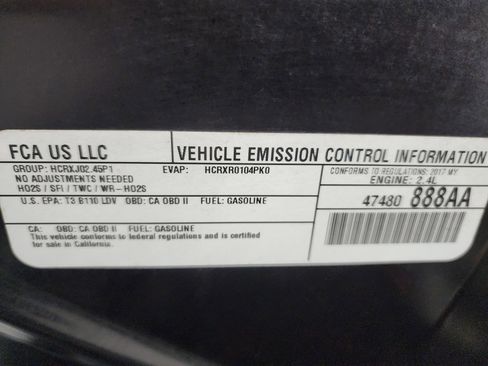 FCA US LLC VEHICLE EMISSION CONTROL INFORMATION
GROUP: HCRXJ02.45P1 EVAP: HCRXR0104PK0 CONFORMS TO REGULATIONS: 2017 MY
NO ADJUSTMENTS NEEDED ENGINE: 2.4L
HO2S / SFI / TWC / WR-HO2S
U.S. EPA: T3 B110 LDV OBD: CA OBD II FUEL: GASOLINE 47480 888AA
CA: OBD: CA OBD II FUEL: GASOLINE
This vehicle conforms to federal regulations and is certified
for sale in California.